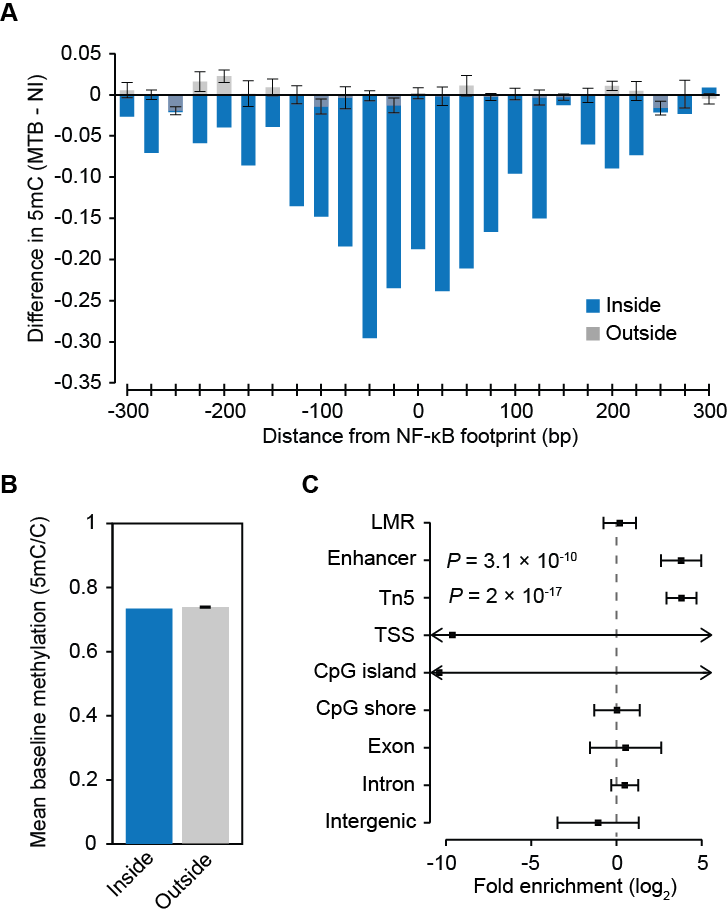 A
0.05
0
-0.05
-0.10
-0.15
-0.20
-0.25
-0.30
-0.35
Difference in 5mC (MTB - NI)
Inside
Outside
-300 -200 -100 0 100 200 300
Distance from NF-κB footprint (bp)
B
1
0.8
0.6
0.4
0.2
0
Mean baseline methylation (5mC/C)
Inside
Outside
C
LMR
Enhancer P = 3.1 × 10⁻¹⁰
Tn5 P = 2 × 10⁻¹⁷
TSS
CpG island
CpG shore
Exon
Intron
Intergenic
-10 -5 0 5
Fold enrichment (log₂)